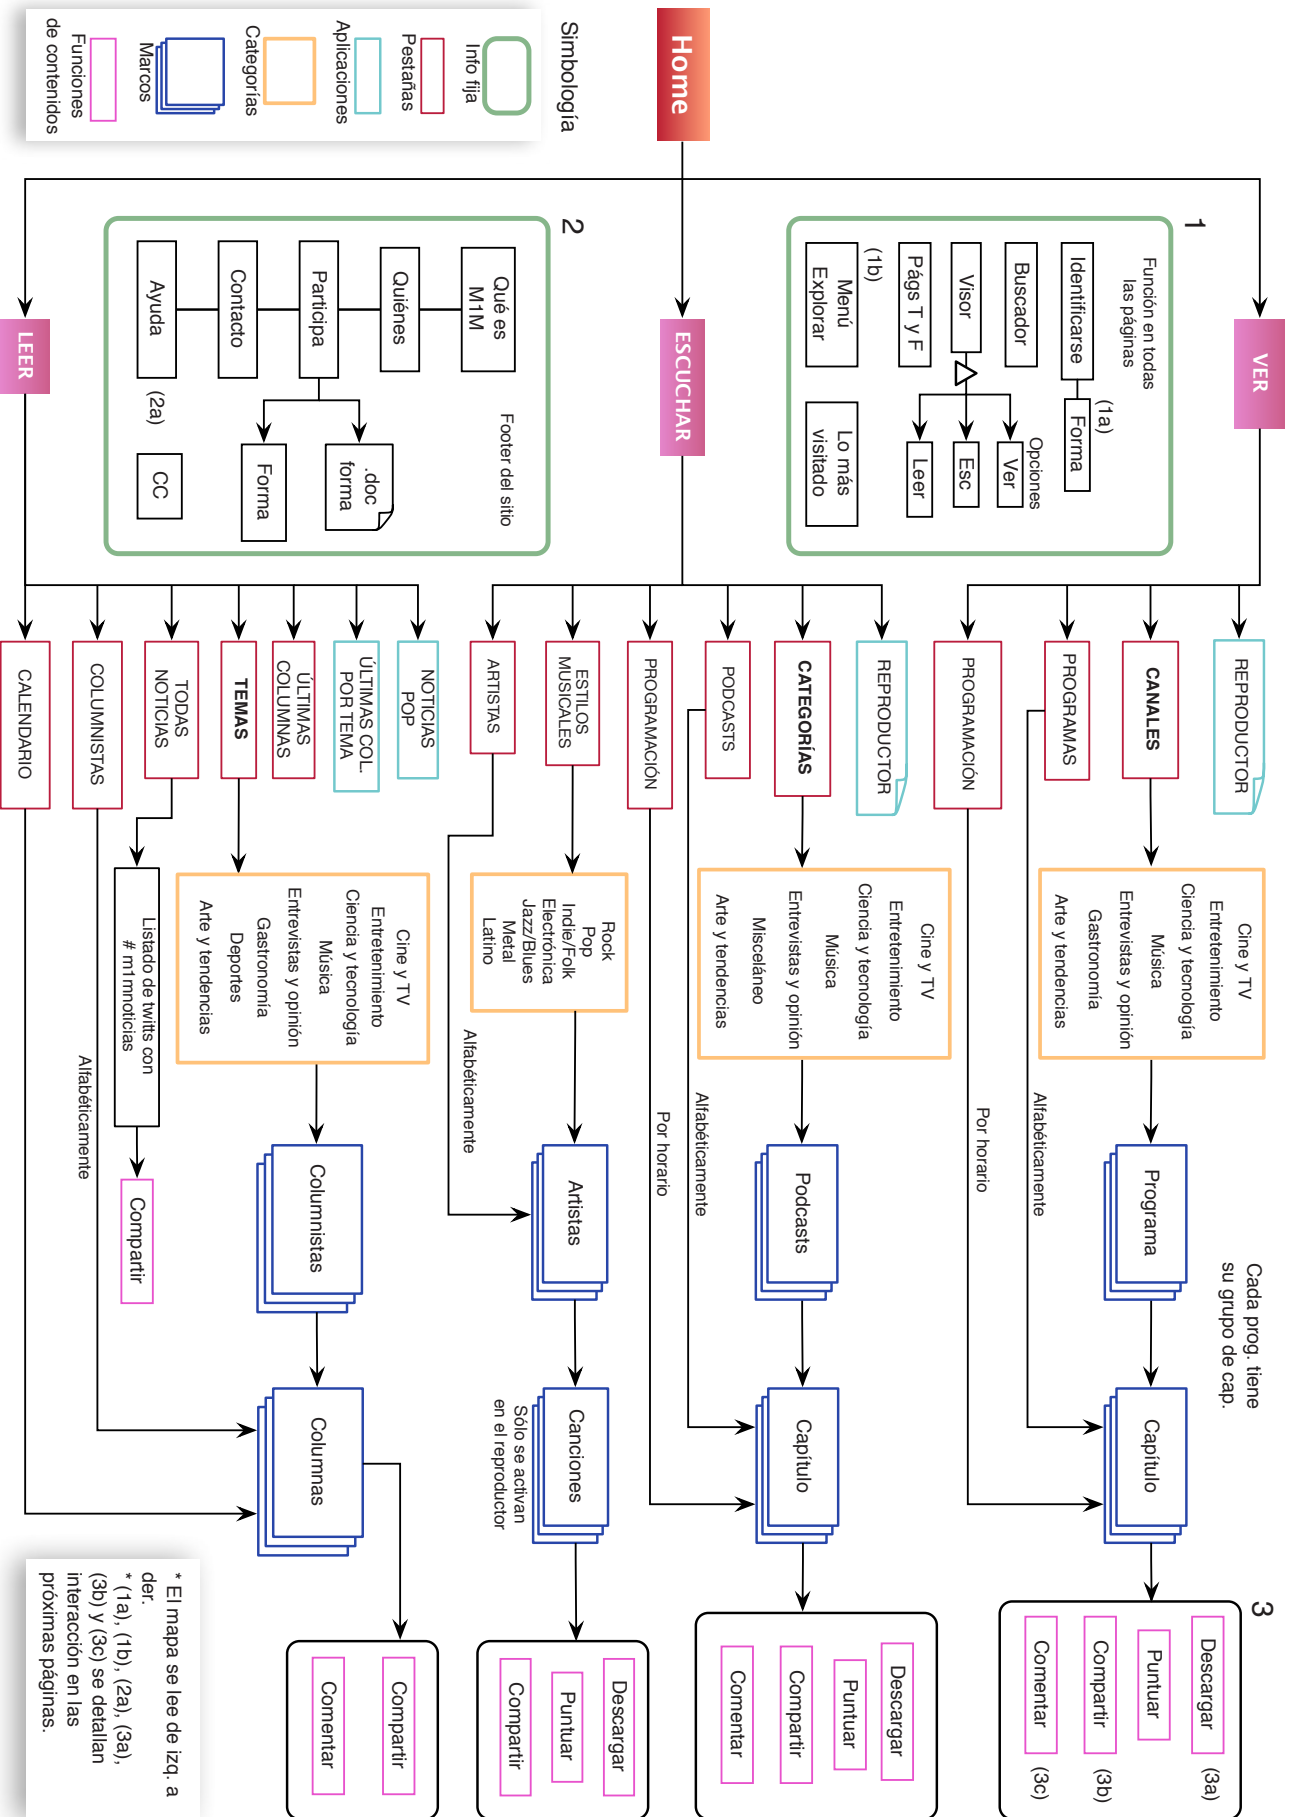 Home
Simbología
Info fija
Pestañas
Aplicaciones
Categorías
Marcos
Funciones
de contenidos
VER
ESCUCHAR
LEER
1
Función en todas
las páginas
Identificarse
(1a)
Forma
Buscador
Visor
Opciones
Ver
Esc
Leer
Págs T y F
(1b)
Menú
Explorar
Lo más
visitado
2
Qué es
M1M
Quiénes
Participa
Contacto
Ayuda
(2a)
Footer del sitio
.doc
forma
Forma
CC
REPRODUCTOR
CANALES
PROGRAMAS
PROGRAMACIÓN
Cine y TV
Entretenimiento
Ciencia y tecnología
Música
Entrevistas y opinión
Gastronomía
Arte y tendencias
Alfabéticamente
Por horario
Programa
Cada prog. tiene
su grupo de cap.
Capítulo
3
Descargar
(3a)
Puntuar
Compartir
(3b)
Comentar
(3c)
REPRODUCTOR
CATEGORÍAS
PODCASTS
PROGRAMACIÓN
ESTILOS
MUSICALES
ARTISTAS
Cine y TV
Entretenimiento
Ciencia y tecnología
Música
Entrevistas y opinión
Misceláneo
Arte y tendencias
Alfabéticamente
Por horario
Podcasts
Capítulo
Descargar
Puntuar
Compartir
Comentar
Rock
Pop
Indie/Folk
Electrónica
Jazz/Blues
Metal
Latino
Alfabéticamente
Artistas
Canciones
Sólo se activan
en el reproductor
Descargar
Puntuar
Compartir
NOTICIAS
POP
ÚLTIMAS COL.
POR TEMA
ÚLTIMAS
COLUMNAS
TEMAS
TODAS
NOTICIAS
COLUMNISTAS
CALENDARIO
Cine y TV
Entretenimiento
Ciencia y tecnología
Música
Entrevistas y opinión
Gastronomía
Deportes
Arte y tendencias
Listado de twitts con
# m1mnoticias
Compartir
Alfabéticamente
Columnistas
Columnas
Compartir
Comentar
* El mapa se lee de izq. a
der.
* (1a), (1b), (2a), (3a),
(3b) y (3c) se detallan
interacción en las
próximas páginas.